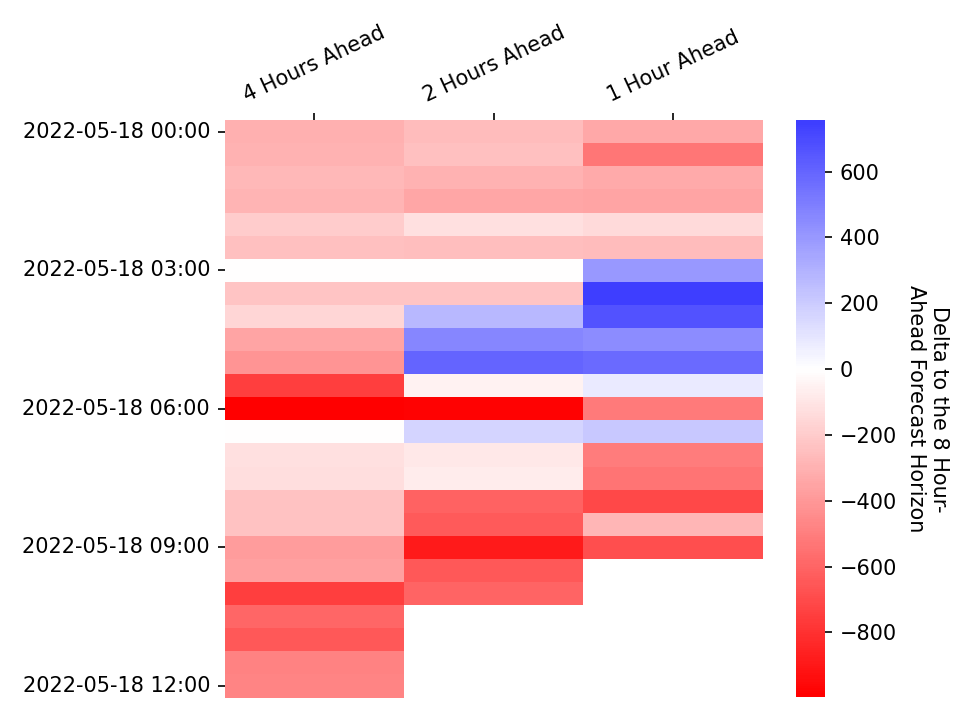 4 Hours Ahead
2 Hours Ahead
1 Hour Ahead
2022-05-18 00:00
2022-05-18 03:00
2022-05-18 06:00
2022-05-18 09:00
2022-05-18 12:00
600
400
200
0
−200
−400
−600
−800
Delta to the 8 Hour-
Ahead Forecast Horizon